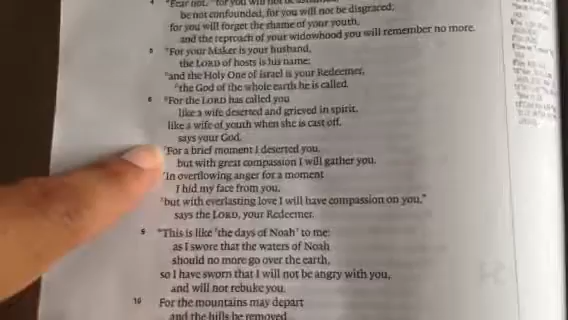 4 "Fear not, for you will not be ashamed;
be not confounded, for you will not be disgraced;
for you will forget the shame of your youth,
and the reproach of your widowhood you will remember no more.
5 "For your Maker is your husband,
the LORD of hosts is his name;
"and the Holy One of Israel is your Redeemer,
"the God of the whole earth he is called.
6 "For the LORD has called you
like a wife deserted and grieved in spirit,
like a wife of youth when she is cast off,
says your God.
For a brief moment I deserted you,
but with great compassion I will gather you.
In overflowing anger for a moment
I hid my face from you,
but with everlasting love I will have compassion on you,"
says the LORD, your Redeemer.
9 "This is like the days of Noah to me:
as I swore that the waters of Noah
should no more go over the earth,
so I have sworn that I will not be angry with you,
and will not rebuke you.
10 For the mountains may depart
and the hills be removed